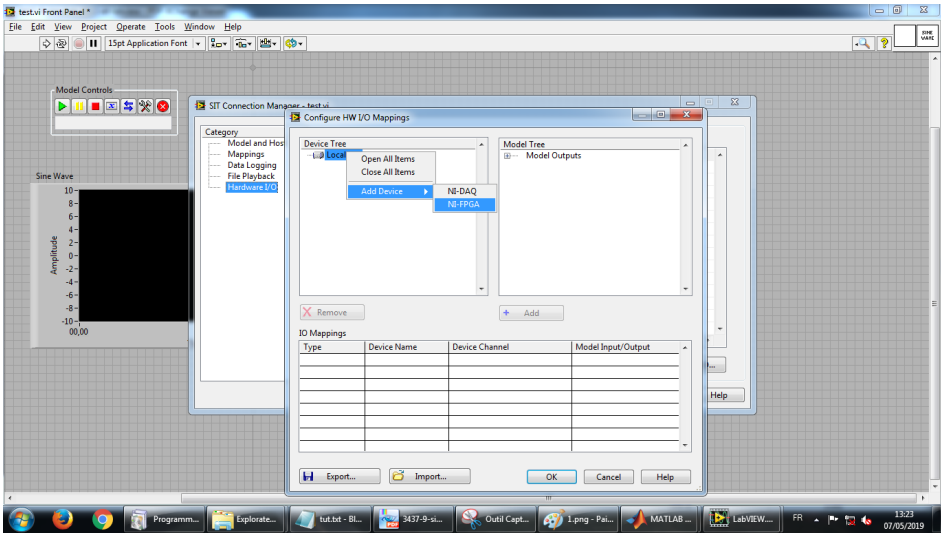 test.vi Front Panel *
File Edit View Project Operate Tools Window Help
15pt Application Font
SINE
WAVE
Model Controls
SIT Connection Manager - test.vi
Configure HW I/O Mappings
Category
Model and Hos
Mappings
Data Logging
File Playback
Hardware I/O
Device Tree
Local
Open All Items
Close All Items
Add Device
NI-DAQ
NI-FPGA
Model Tree
Model Outputs
Sine Wave
Amplitude
10
8
6
4
2
0
-2
-4
-6
-8
-10
00,00
Remove
Add
IO Mappings
Type Device Name Device Channel Model Input/Output
Help
Export... Import... OK Cancel Help
Programm... Explorate... tut.txt - Bl... 3437-9-si... Outil Capt... 1.png - Pai... MATLAB ... LabVIEW.... FR 13:23
07/05/2019